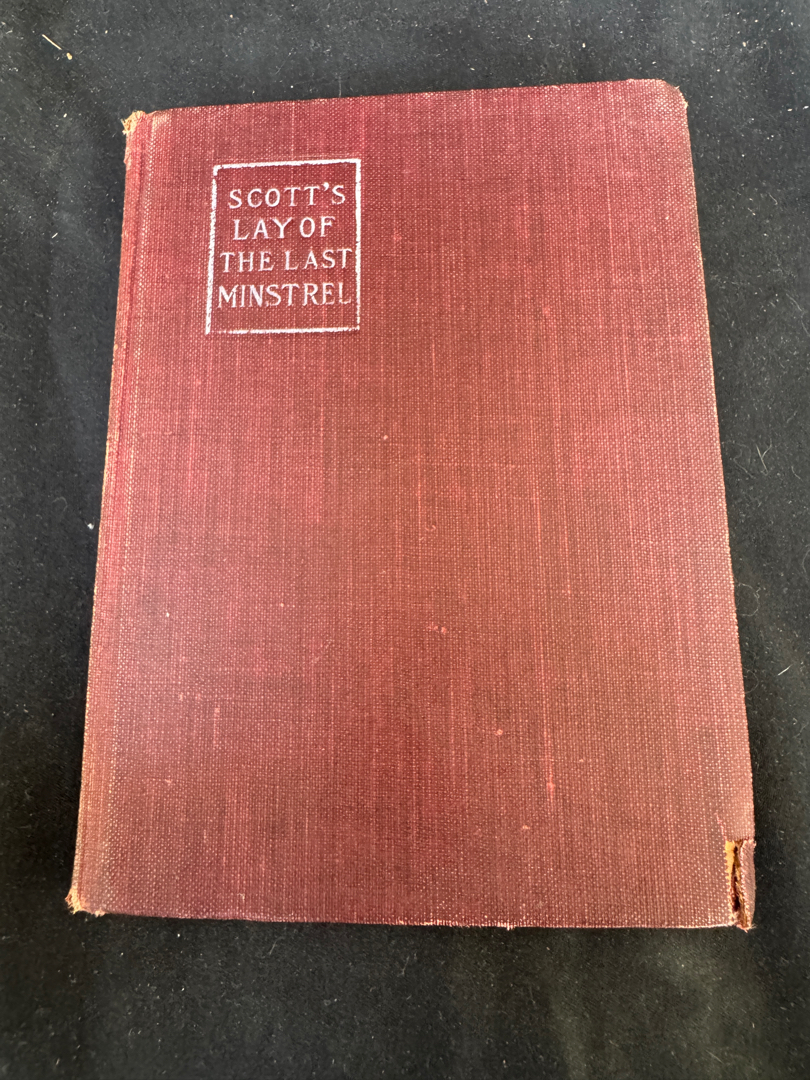 SCOTT'S
LAY OF
THE LAST
MINSTREL